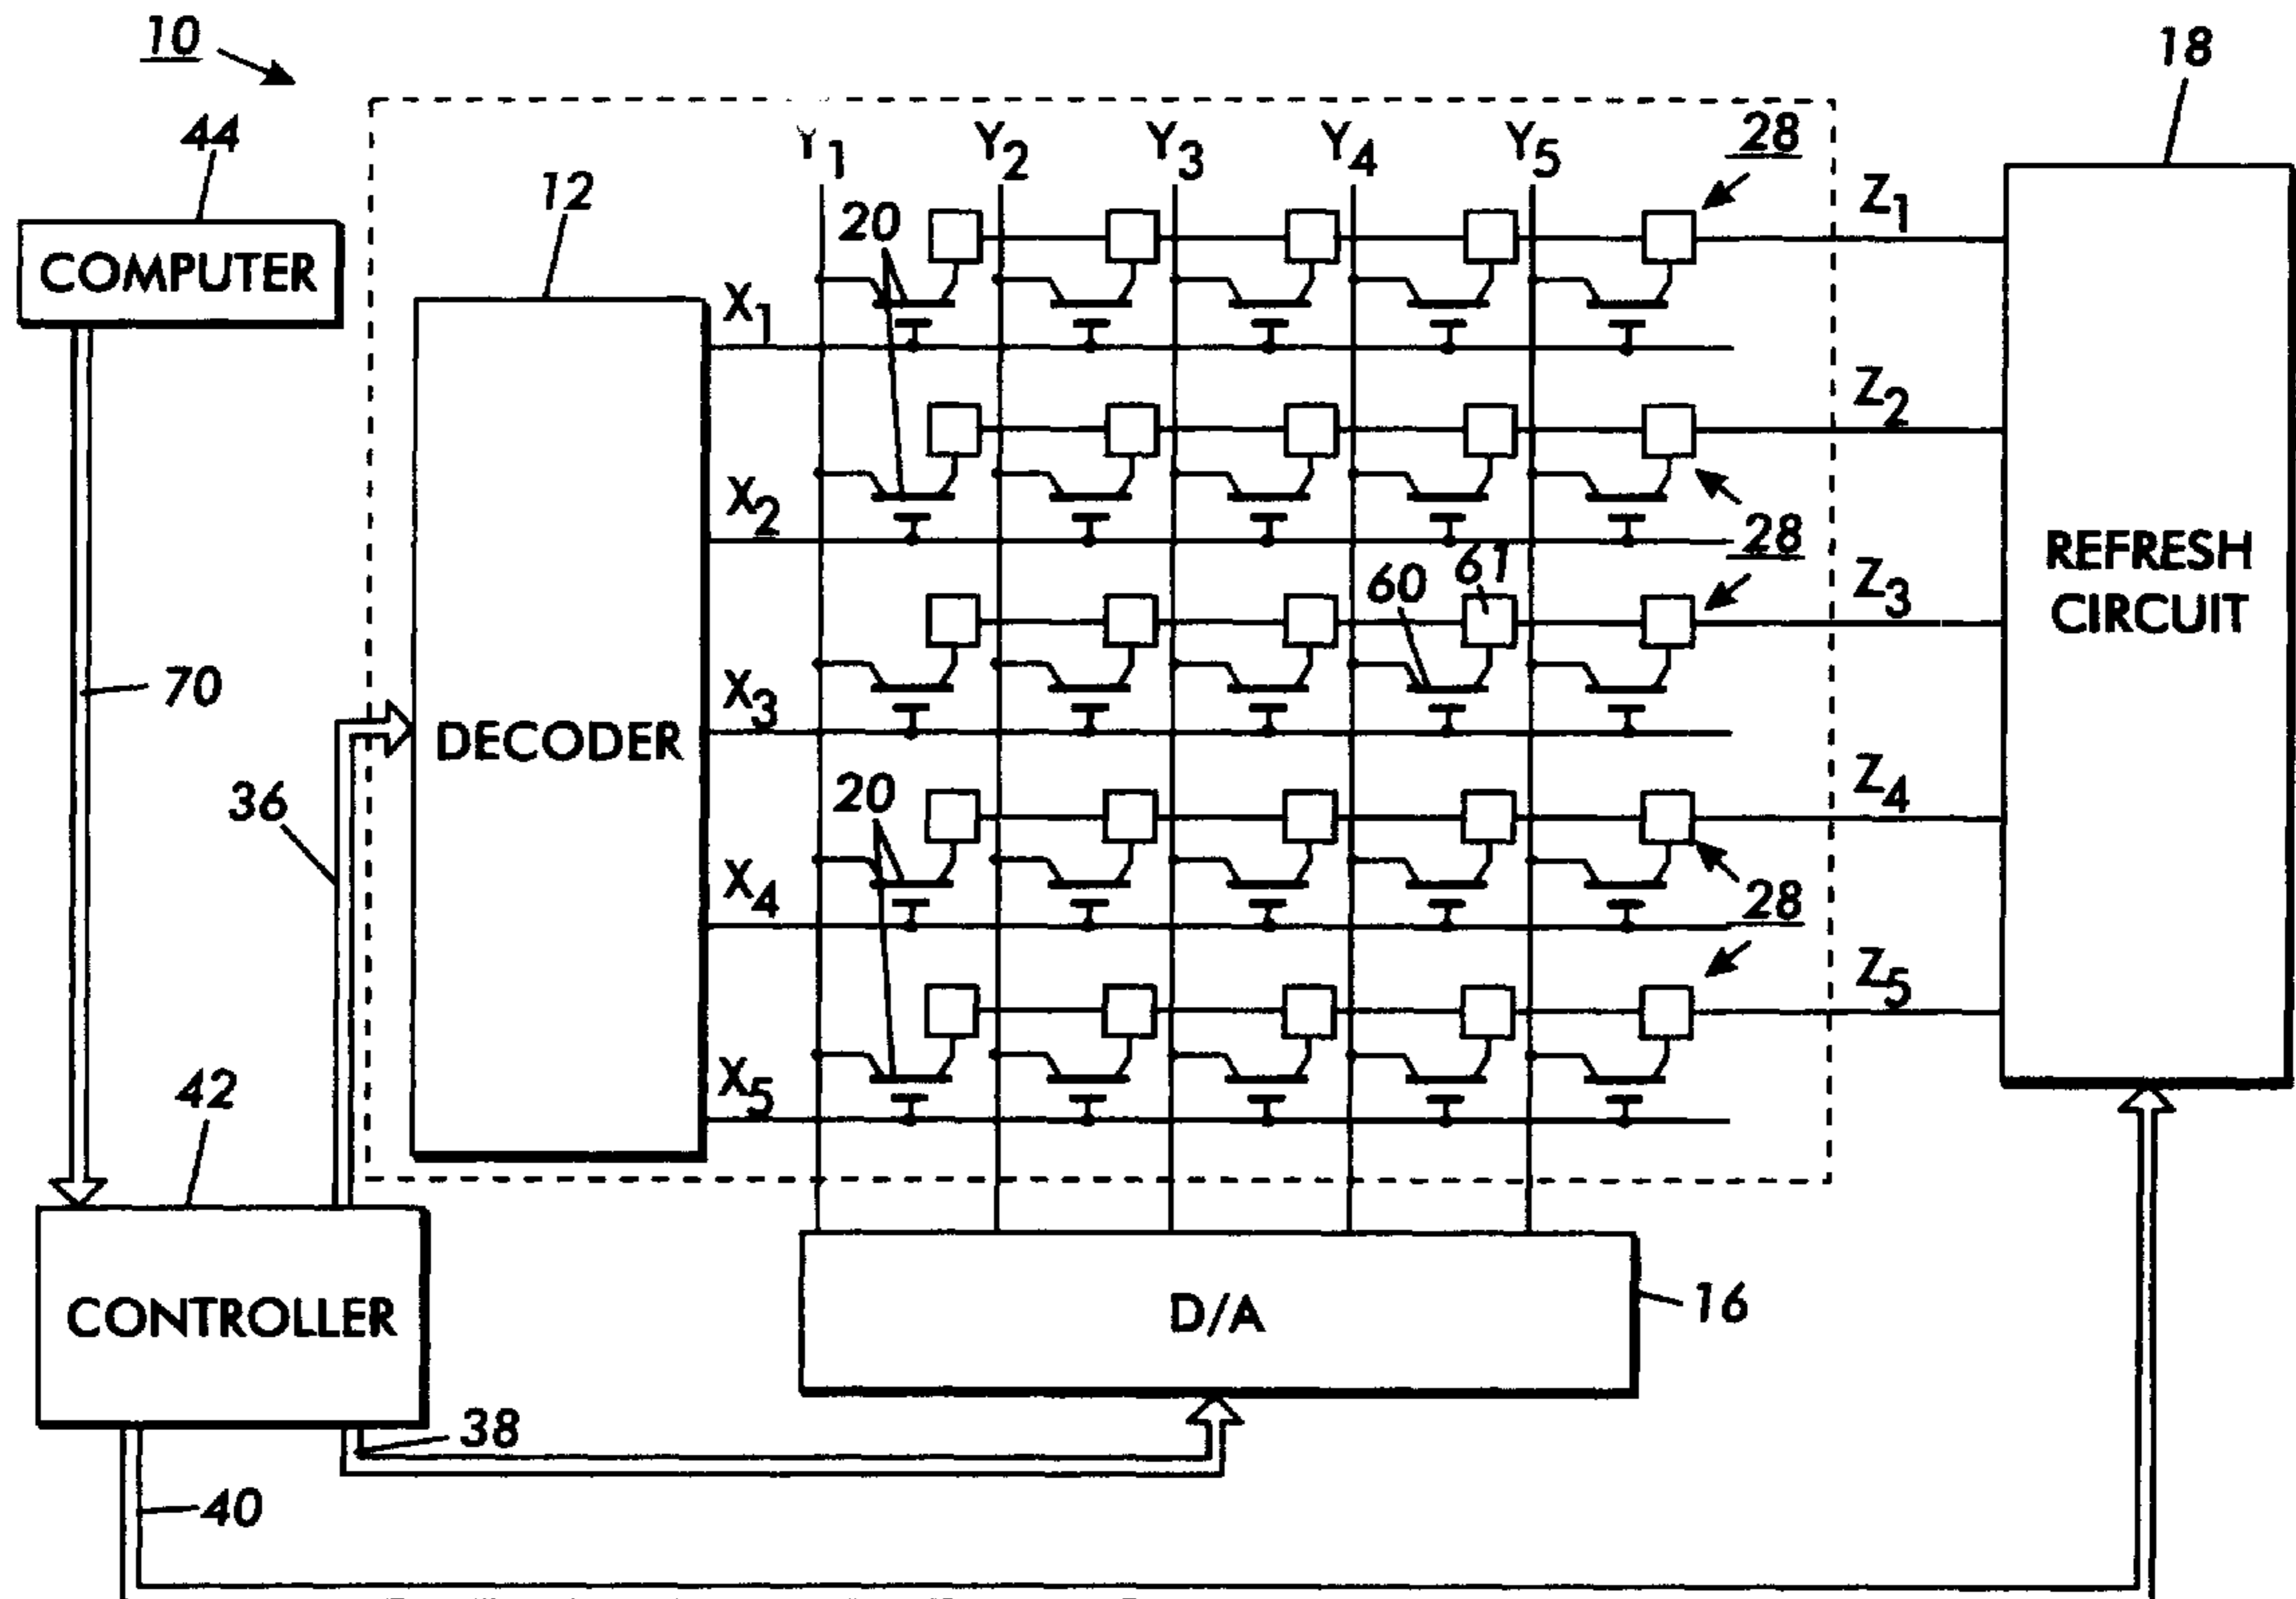 10
18
44
Y1 Y2 Y3 Y4 Y5 28
12
20
Z1
COMPUTER
X1
Z2
X2
28
REFRESH
CIRCUIT
60 61
Z3
70
X3
DECODER
36
20
Z4
X4
28
Z5
42
X5
CONTROLLER
D/A
16
38
40